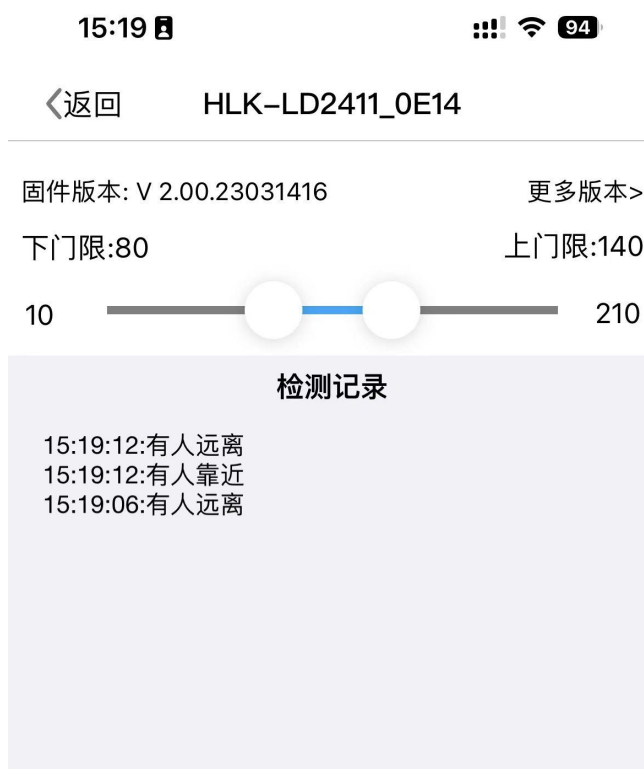 15:19
94
返回
HLK-LD2411_0E14
固件版本: V 2.00.23031416
更多版本>
下门限:80
上门限:140
10
210
检测记录
15:19:12:有人远离
15:19:12:有人靠近
15:19:06:有人远离